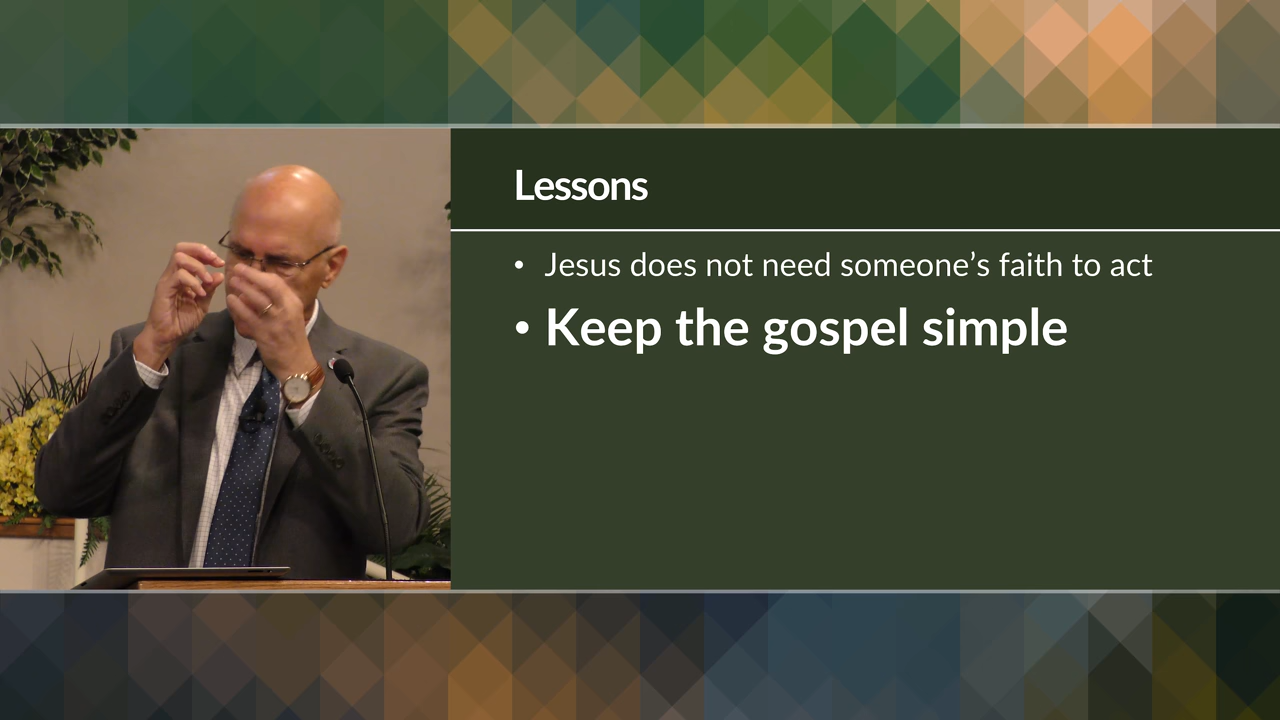 Lessons
• Jesus does not need someone’s faith to act
• Keep the gospel simple